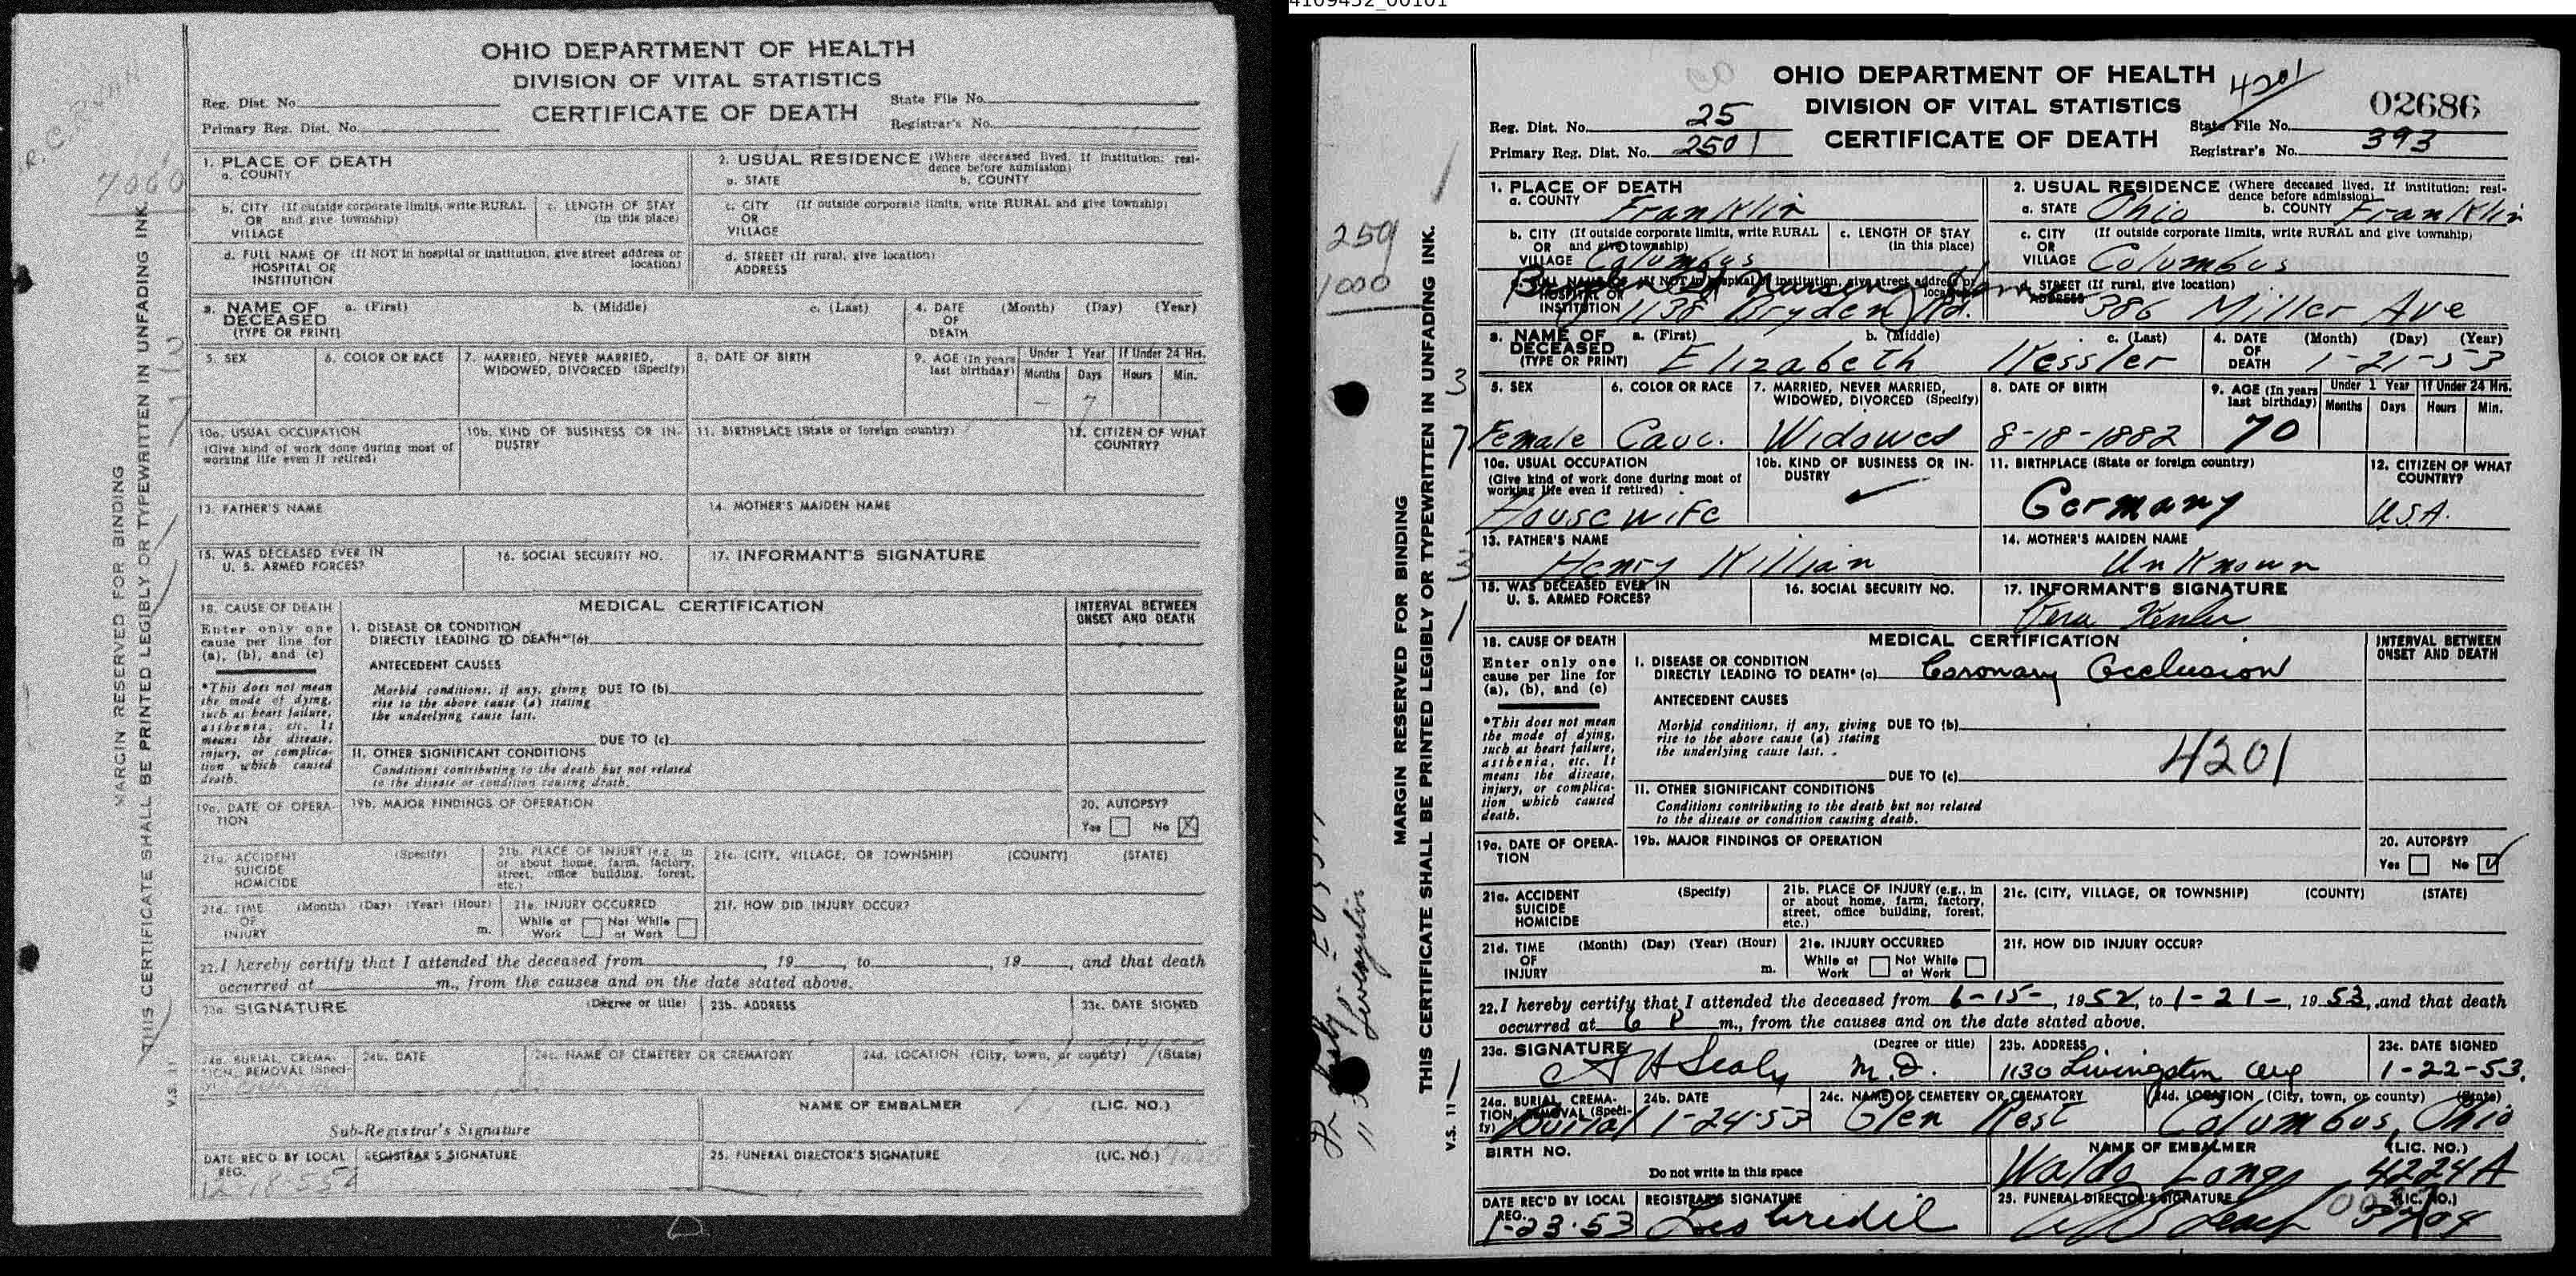 OHIO DEPARTMENT OF HEALTH
DIVISION OF VITAL STATISTICS
CERTIFICATE OF DEATH
Reg. Dist. No.
Primary Reg. Dist. No.
State File No.
Registrar's No.
MARGIN RESERVED FOR BINDING
THIS CERTIFICATE SHALL BE PRINTED LEGIBLY OR TYPEWRITTEN IN UNFADING INK.
V.S. 11
1. PLACE OF DEATH
a. COUNTY
2. USUAL RESIDENCE (Where deceased lived. If institution: residence before admission)
a. STATE b. COUNTY
b. CITY (If outside corporate limits, write RURAL
OR and give township)
VILLAGE
c. LENGTH OF STAY
(in this place)
c. CITY (If outside corporate limits, write RURAL and give township)
OR
VILLAGE
d. FULL NAME OF (If NOT in hospital or institution, give street address or
HOSPITAL OR location)
INSTITUTION
d. STREET (If rural, give location)
ADDRESS
3. NAME OF a. (First) b. (Middle) c. (Last)
DECEASED
(TYPE OR PRINT)
4. DATE (Month) (Day) (Year)
OF
DEATH
5. SEX
6. COLOR OR RACE
7. MARRIED, NEVER MARRIED,
WIDOWED, DIVORCED (Specify)
8. DATE OF BIRTH
9. AGE (In years
last birthday)
Under 1 Year If Under 24 Hrs.
Months Days Hours Min.
7
10a. USUAL OCCUPATION
(Give kind of work done during most of
working life even if retired)
10b. KIND OF BUSINESS OR IN-
DUSTRY
11. BIRTHPLACE (State or foreign country)
12. CITIZEN OF WHAT
COUNTRY?
13. FATHER'S NAME
14. MOTHER'S MAIDEN NAME
15. WAS DECEASED EVER IN
U. S. ARMED FORCES?
16. SOCIAL SECURITY NO.
17. INFORMANT'S SIGNATURE
18. CAUSE OF DEATH
Enter only one
cause per line for
(a), (b), and (c)
*This does not mean
the mode of dying,
such as heart failure,
asthenia, etc. It
means the disease,
injury, or complica-
tion which caused
death.
MEDICAL CERTIFICATION
INTERVAL BETWEEN
ONSET AND DEATH
I. DISEASE OR CONDITION
DIRECTLY LEADING TO DEATH* (a)
ANTECEDENT CAUSES
Morbid conditions, if any, giving DUE TO (b)
rise to the above cause (a) stating
the underlying cause last.
DUE TO (c)
II. OTHER SIGNIFICANT CONDITIONS
Conditions contributing to the death but not related
to the disease or condition causing death.
19a. DATE OF OPERA-
TION
19b. MAJOR FINDINGS OF OPERATION
20. AUTOPSY?
Yes No
21a. ACCIDENT (Specify)
SUICIDE
HOMICIDE
21b. PLACE OF INJURY (e.g., in
or about home, farm, factory,
street, office building, forest,
etc.)
21c. (CITY, VILLAGE, OR TOWNSHIP) (COUNTY) (STATE)
21d. TIME (Month) (Day) (Year) (Hour)
OF
INJURY m.
21e. INJURY OCCURRED
While at Not While
Work at Work
21f. HOW DID INJURY OCCUR?
22. I hereby certify that I attended the deceased from , 19 , to , 19 , and that death
occurred at m., from the causes and on the date stated above.
23a. SIGNATURE (Degree or title)
23b. ADDRESS
23c. DATE SIGNED
24a. BURIAL, CREMA-
TION, REMOVAL (Speci-
fy)
24b. DATE
24c. NAME OF CEMETERY OR CREMATORY
24d. LOCATION (City, town, or county) (State)
Sub-Registrar's Signature
NAME OF EMBALMER (LIC. NO.)
DATE REC'D BY LOCAL
REG.
REGISTRAR'S SIGNATURE
25. FUNERAL DIRECTOR'S SIGNATURE (LIC. NO.)
4109452_00101
OHIO DEPARTMENT OF HEALTH
DIVISION OF VITAL STATISTICS
CERTIFICATE OF DEATH
4201
02686
Reg. Dist. No. 25
Primary Reg. Dist. No. 2501
State File No.
Registrar's No. 393
259
1000
MARGIN RESERVED FOR BINDING
THIS CERTIFICATE SHALL BE PRINTED LEGIBLY OR TYPEWRITTEN IN UNFADING INK.
V.S. 11
1. PLACE OF DEATH
a. COUNTY Franklin
2. USUAL RESIDENCE (Where deceased lived. If institution: residence before admission)
a. STATE Ohio b. COUNTY Franklin
b. CITY (If outside corporate limits, write RURAL
OR and give township)
VILLAGE Columbus
c. LENGTH OF STAY
(in this place)
c. CITY (If outside corporate limits, write RURAL and give township)
OR
VILLAGE Columbus
d. FULL NAME OF (If NOT in hospital or institution, give street address or
HOSPITAL OR location)
INSTITUTION Nursing Home
1138 Bryden Rd.
d. STREET (If rural, give location)
ADDRESS 386 Miller Ave
3. NAME OF a. (First) b. (Middle) c. (Last)
DECEASED
(TYPE OR PRINT) Elizabeth Kessler
4. DATE (Month) (Day) (Year)
OF
DEATH 1-21-53
5. SEX
Female
6. COLOR OR RACE
Cauc.
7. MARRIED, NEVER MARRIED,
WIDOWED, DIVORCED (Specify)
Widowed
8. DATE OF BIRTH
8-18-1882
9. AGE (In years
last birthday)
70
Under 1 Year If Under 24 Hrs.
Months Days Hours Min.
10a. USUAL OCCUPATION
(Give kind of work done during most of
working life even if retired)
Housewife
10b. KIND OF BUSINESS OR IN-
DUSTRY
11. BIRTHPLACE (State or foreign country)
Germany
12. CITIZEN OF WHAT
COUNTRY?
U.S.A.
13. FATHER'S NAME
Henry Killian
14. MOTHER'S MAIDEN NAME
Unknown
15. WAS DECEASED EVER IN
U. S. ARMED FORCES?
16. SOCIAL SECURITY NO.
17. INFORMANT'S SIGNATURE
Vera
18. CAUSE OF DEATH
Enter only one
cause per line for
(a), (b), and (c)
*This does not mean
the mode of dying,
such as heart failure,
asthenia, etc. It
means the disease,
injury, or complica-
tion which caused
death.
MEDICAL CERTIFICATION
INTERVAL BETWEEN
ONSET AND DEATH
I. DISEASE OR CONDITION
DIRECTLY LEADING TO DEATH* (a) Coronary Occlusion
ANTECEDENT CAUSES
Morbid conditions, if any, giving DUE TO (b)
rise to the above cause (a) stating
the underlying cause last.
4201
DUE TO (c)
II. OTHER SIGNIFICANT CONDITIONS
Conditions contributing to the death but not related
to the disease or condition causing death.
19a. DATE OF OPERA-
TION
19b. MAJOR FINDINGS OF OPERATION
20. AUTOPSY?
Yes No
21a. ACCIDENT (Specify)
SUICIDE
HOMICIDE
21b. PLACE OF INJURY (e.g., in
or about home, farm, factory,
street, office building, forest,
etc.)
21c. (CITY, VILLAGE, OR TOWNSHIP) (COUNTY) (STATE)
21d. TIME (Month) (Day) (Year) (Hour)
OF
INJURY m.
21e. INJURY OCCURRED
While at Not While
Work at Work
21f. HOW DID INJURY OCCUR?
22. I hereby certify that I attended the deceased from 6-15-, 1952, to 1-21-, 1953, and that death
occurred at 6 P m., from the causes and on the date stated above.
23a. SIGNATURE (Degree or title)
A H Sealy M.D.
23b. ADDRESS
1130 Livingston Ave
23c. DATE SIGNED
1-22-53.
24a. BURIAL, CREMA-
TION, REMOVAL (Speci-
fy) Burial
24b. DATE
1-24-53
24c. NAME OF CEMETERY OR CREMATORY
Glen Rest
24d. LOCATION (City, town, or county) (State)
Columbus, Ohio
BIRTH NO.
Do not write in this space
NAME OF EMBALMER (LIC. NO.)
Waldo Long 4224A
DATE REC'D BY LOCAL
REG.
1-23-53
REGISTRAR'S SIGNATURE
25. FUNERAL DIRECTOR'S SIGNATURE (LIC. NO.)